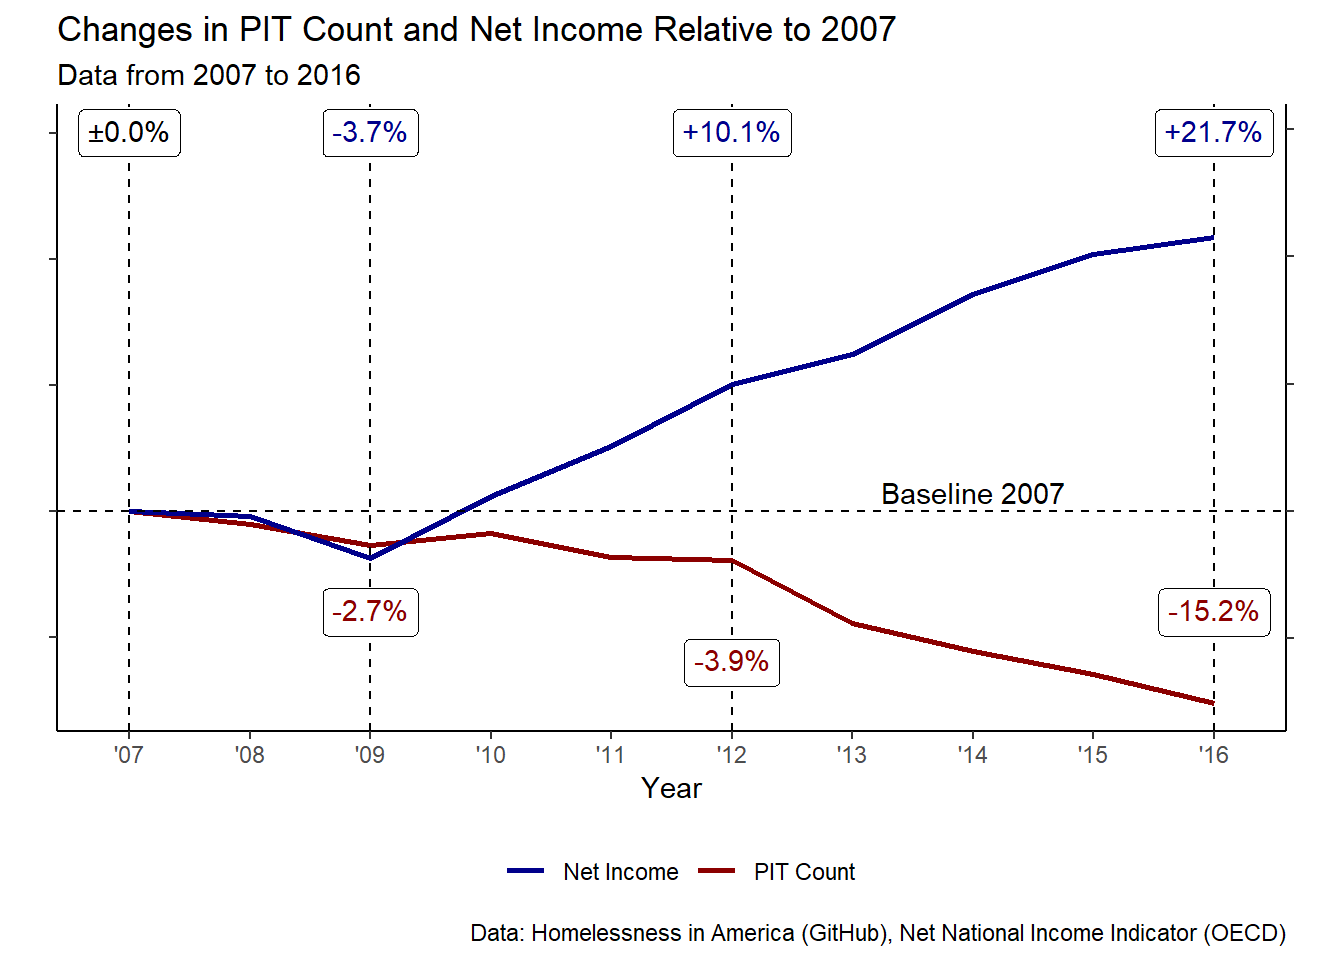 Changes in PIT Count and Net Income Relative to 2007
Data from 2007 to 2016
±0.0% -3.7% +10.1% +21.7%
Baseline 2007
-2.7% -15.2%
-3.9%
'07 '08 '09 '10 '11 '12 '13 '14 '15 '16
Year
Net Income PIT Count
Data: Homelessness in America (GitHub), Net National Income Indicator (OECD)